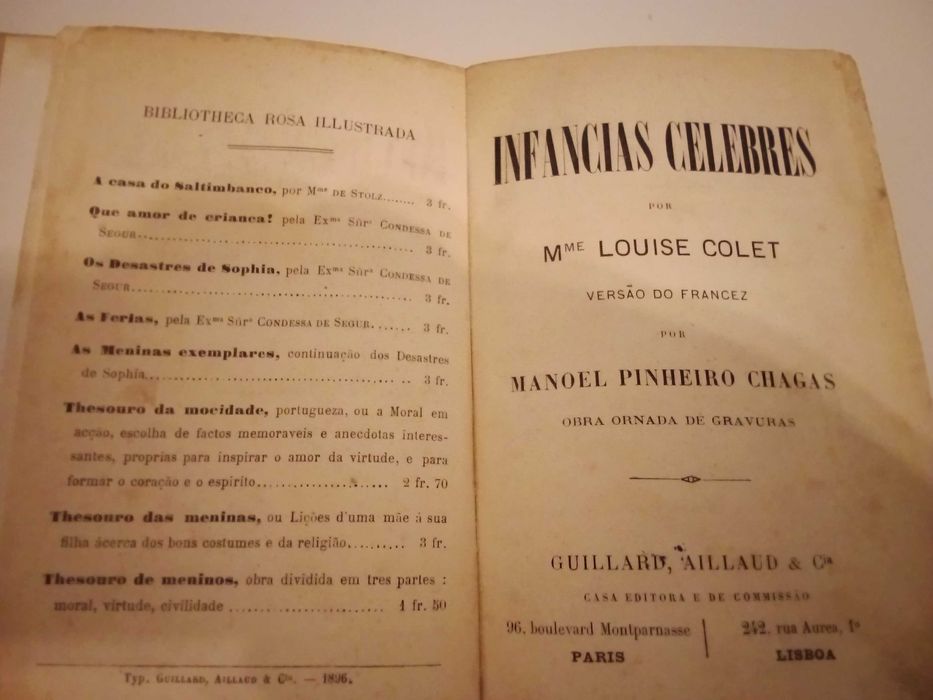 BIBLIOTHECA ROSA ILLUSTRADA
A casa do Saltimbanco, por Mme DE STOLZ....... 3 fr.
Que amor de crianca! pela Exma Sñra CONDESSA DE
SEGUR........................................ 3 fr.
Os Desastres de Sophia, pela Exma Sñra CONDESSA DE
SEGUR........................................ 3 fr.
As Ferias, pela Exma Sñra CONDESSA DE SEGUR....... 3 fr.
As Meninas exemplares, continuação dos Desastres
de Sophia..................................... 3 fr.
Thesouro da mocidade, portugueza, ou a Moral em
acção, escolha de factos memoraveis e anecdotas interes-
santes, proprias para inspirar o amor da virtude, e para
formar o coração e o espirito..................... 2 fr. 70
Thesouro das meninas, ou Lições d'uma mãe á sua
filha ácerca dos bons costumes e da religião......... 3 fr.
Thesouro de meninos, obra dividida em tres partes :
moral, virtude, civilidade ........................ 1 fr. 50
Typ. GUILLARD, AILLAUD & Cia. — 1896.
INFANCIAS CELEBRES
POR
MME LOUISE COLET
VERSÃO DO FRANCEZ
POR
MANOEL PINHEIRO CHAGAS
OBRA ORNADA DE GRAVURAS
GUILLARD, AILLAUD & Cia
CASA EDITORA E DE COMMISSÃO
96, boulevard Montparnasse
PARIS
242, rua Aurea, 1º
LISBOA